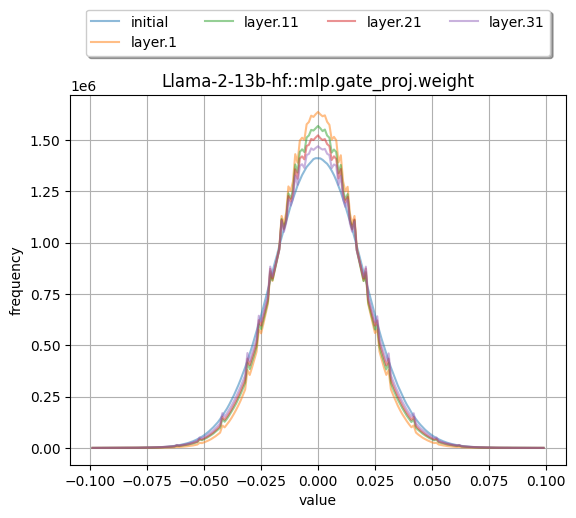 initial layer.11 layer.21 layer.31
layer.1
Llama-2-13b-hf::mlp.gate_proj.weight
1e6
1.50
1.25
1.00
0.75
0.50
0.25
0.00
frequency
−0.100 −0.075 −0.050 −0.025 0.000 0.025 0.050 0.075 0.100
value